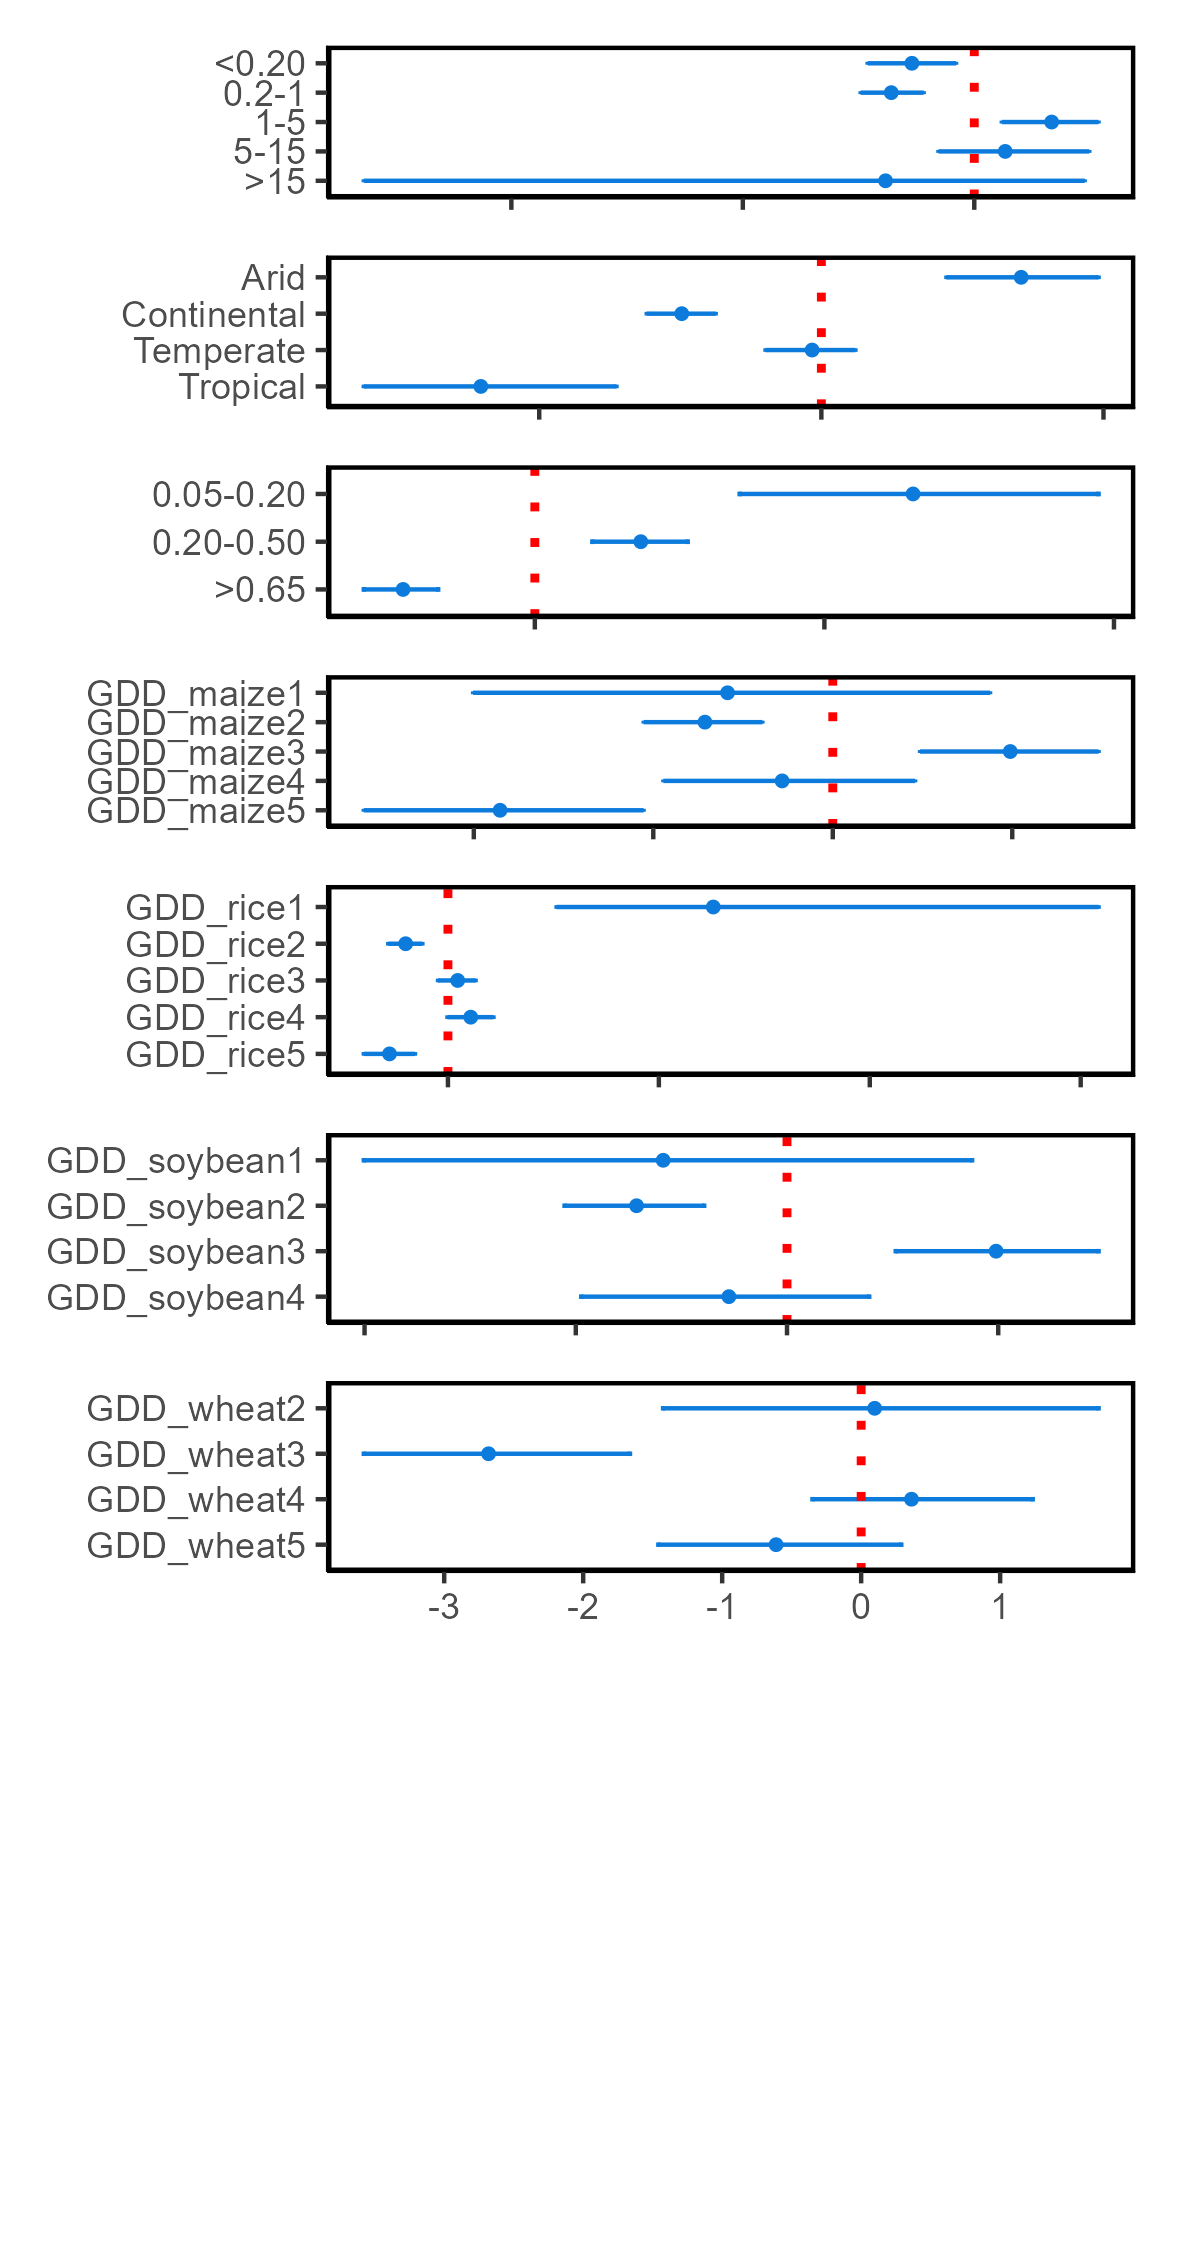 <0.20
0.2-1
1-5
5-15
>15
Arid
Continental
Temperate
Tropical
0.05-0.20
0.20-0.50
>0.65
GDD_maize1
GDD_maize2
GDD_maize3
GDD_maize4
GDD_maize5
GDD_rice1
GDD_rice2
GDD_rice3
GDD_rice4
GDD_rice5
GDD_soybean1
GDD_soybean2
GDD_soybean3
GDD_soybean4
GDD_wheat2
GDD_wheat3
GDD_wheat4
GDD_wheat5
-3 -2 -1 0 1